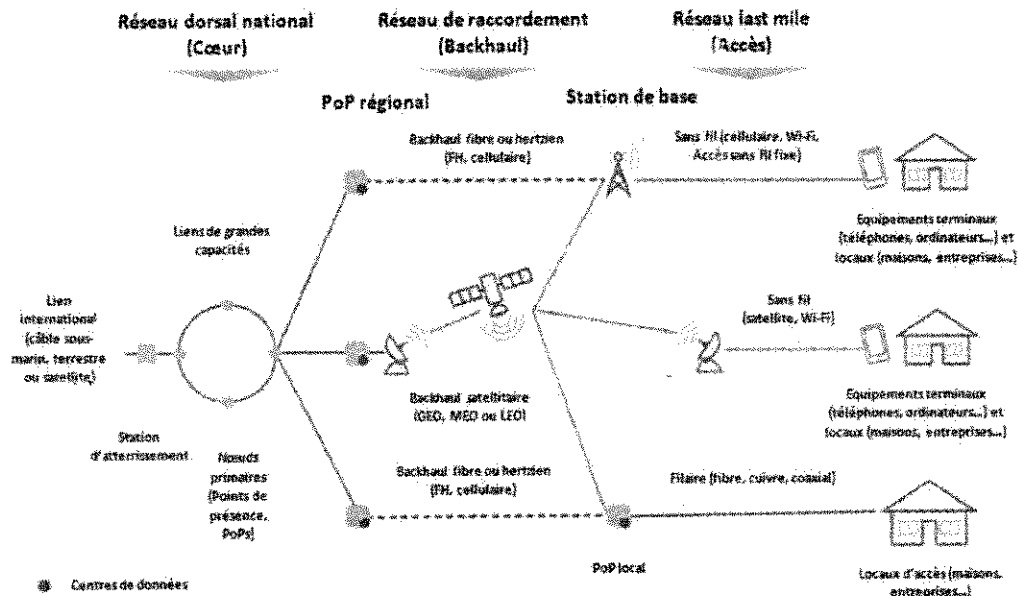 Réseau dorsal national
(Cœur)
Réseau de raccordement
(Backhaul)
Réseau last mile
(Accès)
PoP régional
Station de base
Backhaul fibre ou hertzien
(FH, cellulaire)
Sans fil (cellulaire, Wi-Fi,
Accès sans fil fixe)
Liens de grandes
capacités
Equipements terminaux
(téléphones, ordinateurs...) et
locaux (maisons, entreprises...)
Lien
international
(câble sous-
marin, terrestre
ou satellite)
Sans fil
(satellite, Wi-Fi)
Backhaul satellitaire
(GEO, MEO ou LEO)
Equipements terminaux
(téléphones, ordinateurs...) et
locaux (maisons, entreprises...)
Station
d'atterrissement
Nœuds
primaires
(Points de
présence,
PoPs)
Backhaul fibre ou hertzien
(FH, cellulaire)
Filaire (fibre, cuivre, coaxial)
PoP local
Centres de données
Locaux d'accès (maisons,
entreprises...)